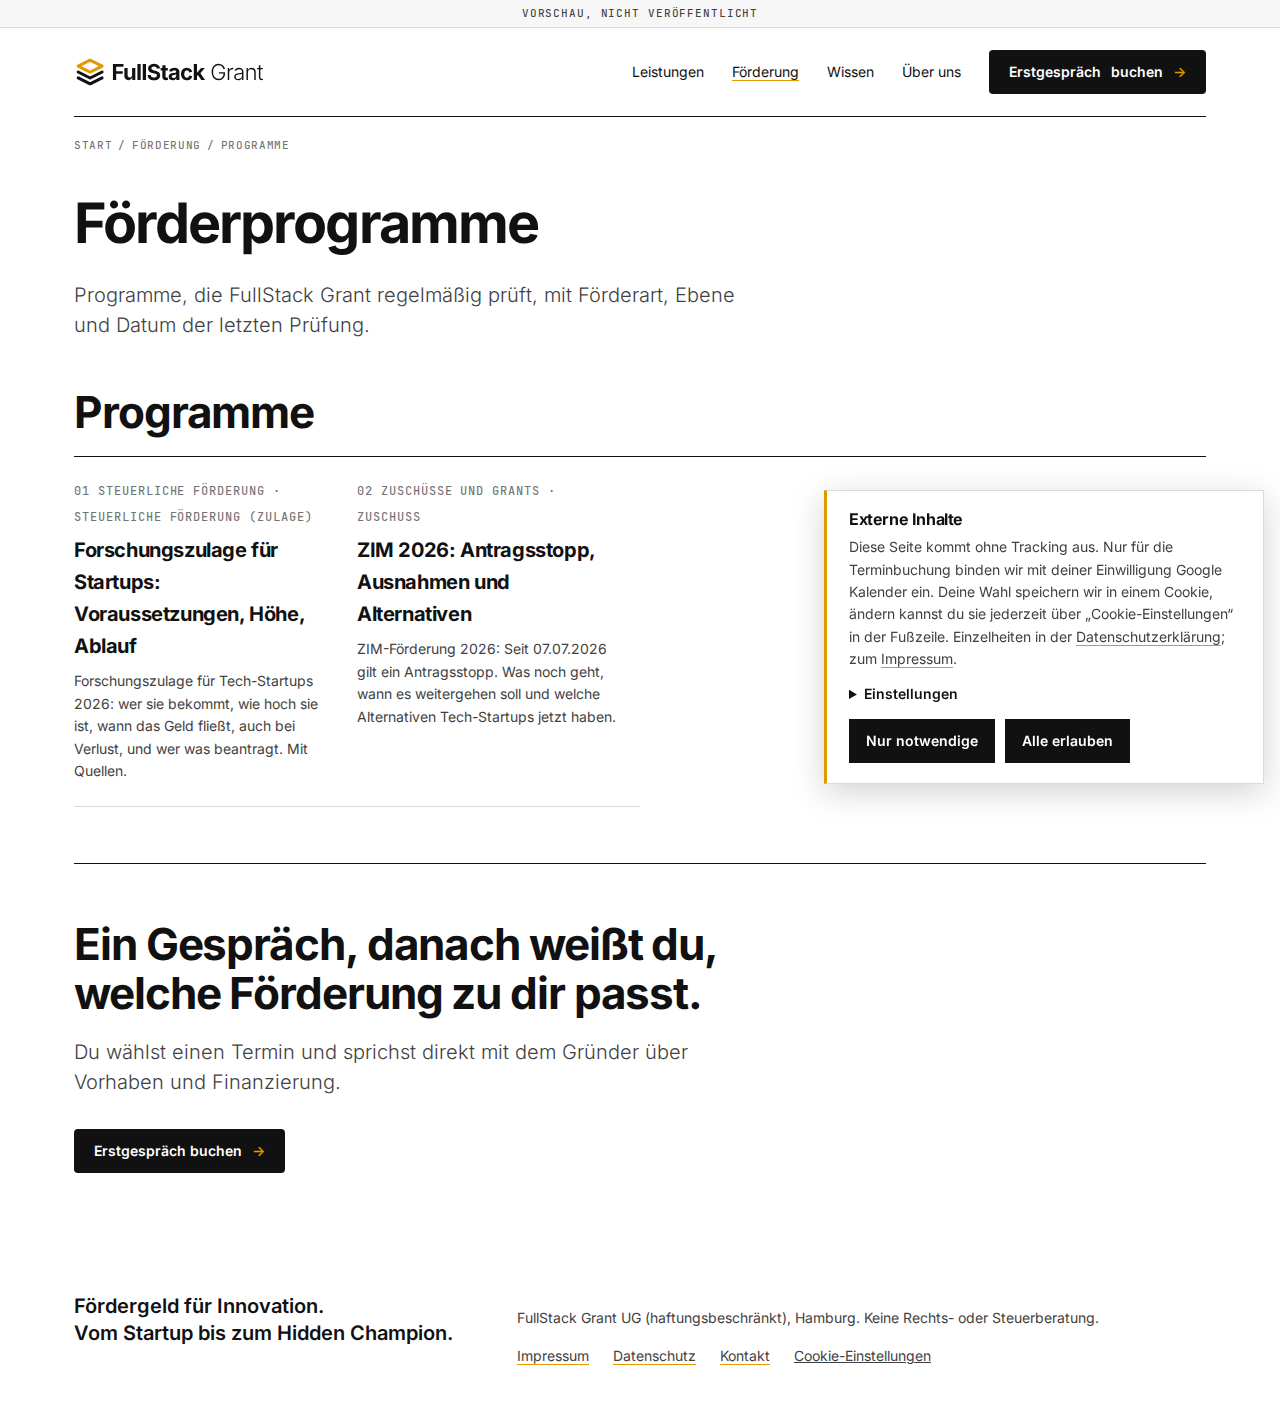 VORSCHAU, NICHT VERÖFFENTLICHT
FullStack Grant
Leistungen Förderung Wissen Über uns Erstgespräch buchen →
START / FÖRDERUNG / PROGRAMME
Förderprogramme
Programme, die FullStack Grant regelmäßig prüft, mit Förderart, Ebene
und Datum der letzten Prüfung.
Programme
01 STEUERLICHE FÖRDERUNG ·
STEUERLICHE FÖRDERUNG (ZULAGE)
Forschungszulage für
Startups:
Voraussetzungen, Höhe,
Ablauf
Forschungszulage für Tech-Startups
2026: wer sie bekommt, wie hoch sie
ist, wann das Geld fließt, auch bei
Verlust, und wer was beantragt. Mit
Quellen.
02 ZUSCHÜSSE UND GRANTS ·
ZUSCHUSS
ZIM 2026: Antragsstopp,
Ausnahmen und
Alternativen
ZIM-Förderung 2026: Seit 07.07.2026
gilt ein Antragsstopp. Was noch geht,
wann es weitergehen soll und welche
Alternativen Tech-Startups jetzt haben.
Externe Inhalte
Diese Seite kommt ohne Tracking aus. Nur für die
Terminbuchung binden wir mit deiner Einwilligung Google
Kalender ein. Deine Wahl speichern wir in einem Cookie,
ändern kannst du sie jederzeit über „Cookie-Einstellungen“
in der Fußzeile. Einzelheiten in der Datenschutzerklärung;
zum Impressum.
▶ Einstellungen
Nur notwendige Alle erlauben
Ein Gespräch, danach weißt du,
welche Förderung zu dir passt.
Du wählst einen Termin und sprichst direkt mit dem Gründer über
Vorhaben und Finanzierung.
Erstgespräch buchen →
Fördergeld für Innovation.
Vom Startup bis zum Hidden Champion.
FullStack Grant UG (haftungsbeschränkt), Hamburg. Keine Rechts- oder Steuerberatung.
Impressum Datenschutz Kontakt Cookie-Einstellungen